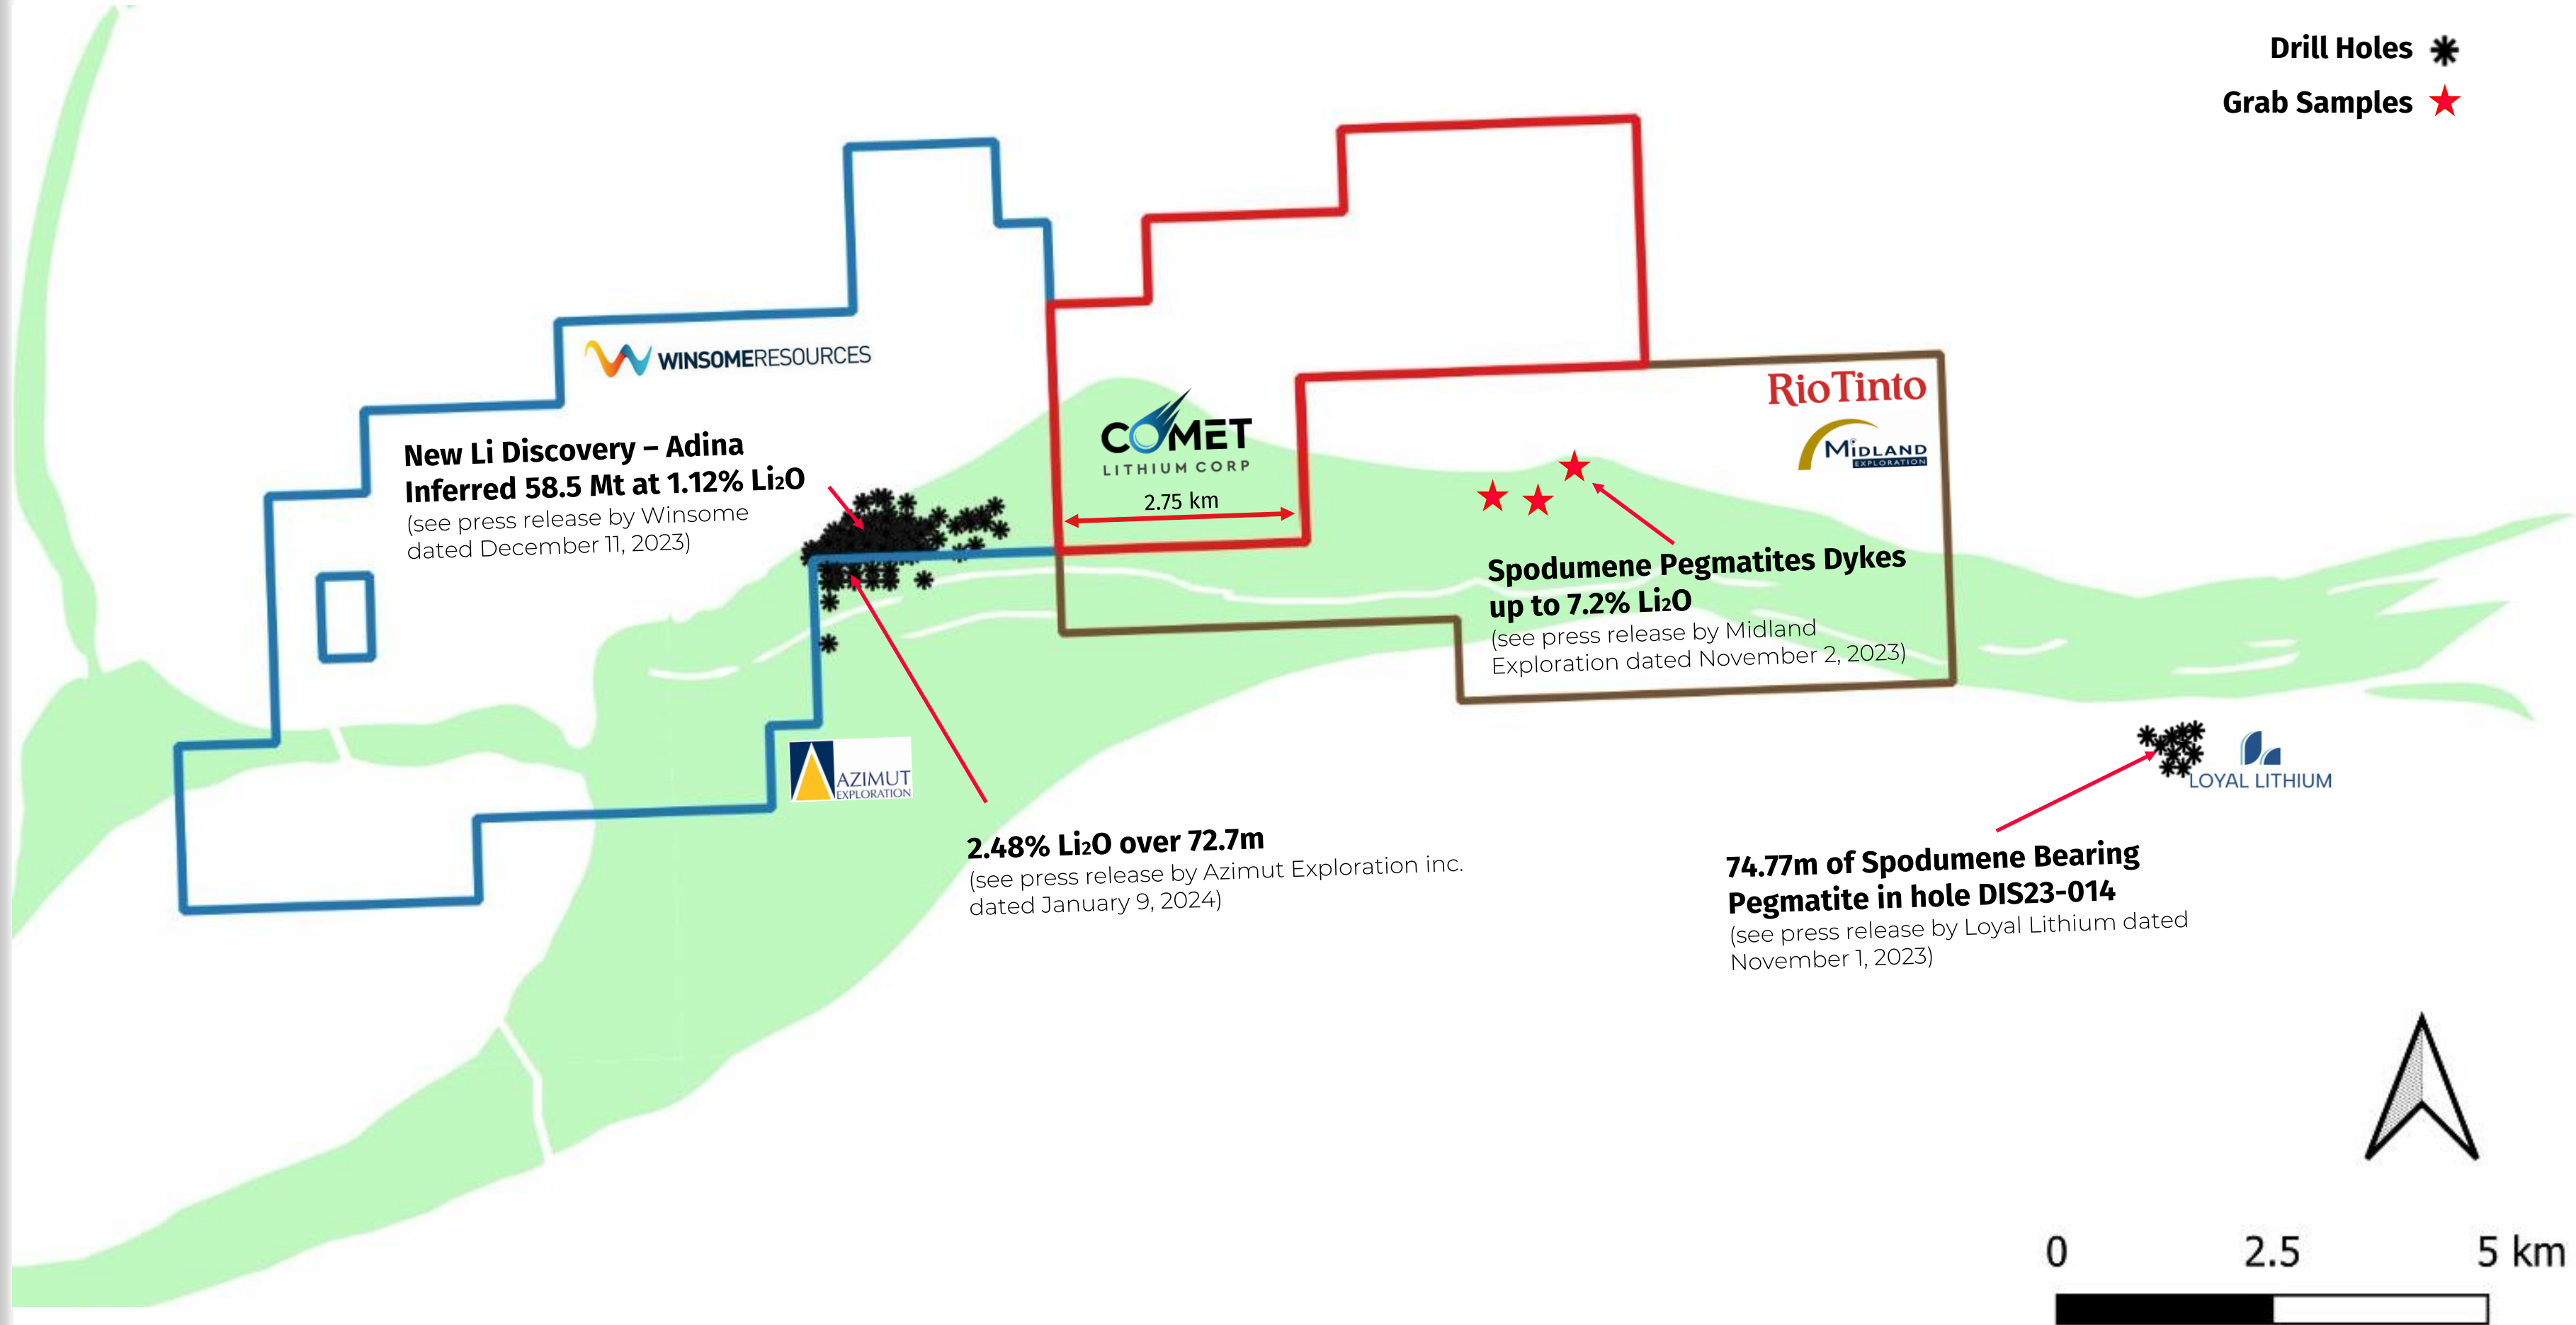 Drill Holes
Grab Samples
WINSOMERESOURCES
New Li Discovery – Adina
Inferred 58.5 Mt at 1.12% Li₂O
(see press release by Winsome
dated December 11, 2023)
COMET
LITHIUM CORP
2.75 km
RioTinto
MIDLAND
EXPLORATION
Spodumene Pegmatites Dykes
up to 7.2% Li₂O
(see press release by Midland
Exploration dated November 2, 2023)
AZIMUT
EXPLORATION
LOYAL LITHIUM
2.48% Li₂O over 72.7m
(see press release by Azimut Exploration inc.
dated January 9, 2024)
74.77m of Spodumene Bearing
Pegmatite in hole DIS23-014
(see press release by Loyal Lithium dated
November 1, 2023)
0 2.5 5 km